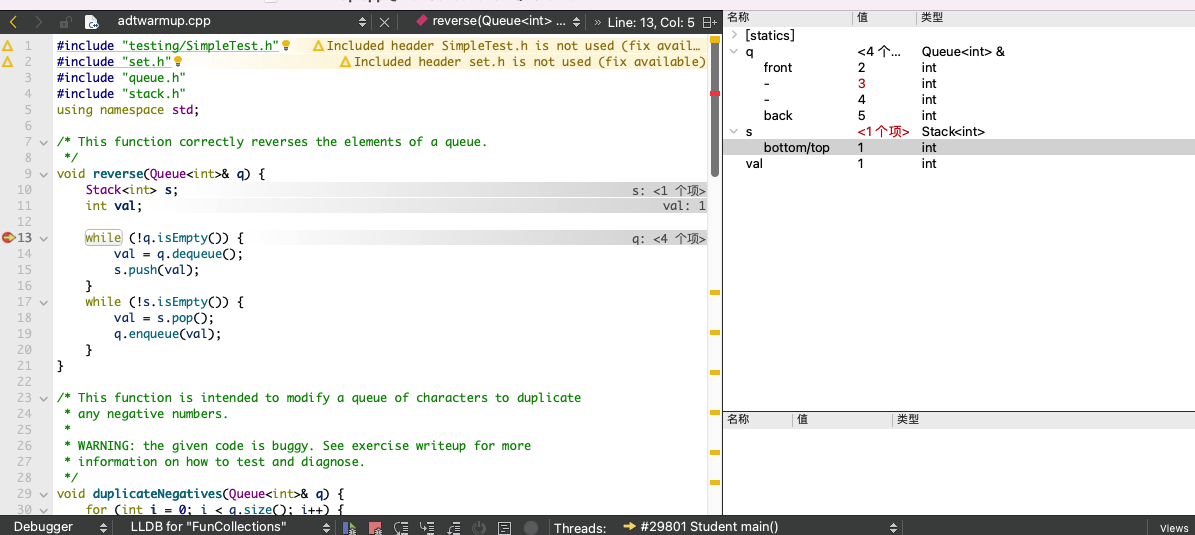 adtwarmup.cpp
reverse(Queue<int> ...
» Line: 13, Col: 5
1 #include "testing/SimpleTest.h" Included header SimpleTest.h is not used (fix avail...
2 #include "set.h" Included header set.h is not used (fix available)
3 #include "queue.h"
4 #include "stack.h"
5 using namespace std;
6
7 /* This function correctly reverses the elements of a queue.
8  */
9 void reverse(Queue<int>& q) {
10     Stack<int> s; s: <1 个项>
11     int val; val: 1
12
13     while (!q.isEmpty()) { q: <4 个项>
14         val = q.dequeue();
15         s.push(val);
16     }
17     while (!s.isEmpty()) {
18         val = s.pop();
19         q.enqueue(val);
20     }
21 }
22
23 /* This function is intended to modify a queue of characters to duplicate
24  * any negative numbers.
25  *
26  * WARNING: the given code is buggy. See exercise writeup for more
27  * information on how to test and diagnose.
28  */
29 void duplicateNegatives(Queue<int>& q) {
30     for (int i = 0; i < q.size(); i++) {
名称 值 类型
[statics]
q <4 个... Queue<int> &
front 2 int
- 3 int
- 4 int
back 5 int
s <1 个项> Stack<int>
bottom/top 1 int
val 1 int
名称 值 类型
Debugger LLDB for "FunCollections" Threads: #29801 Student main() Views